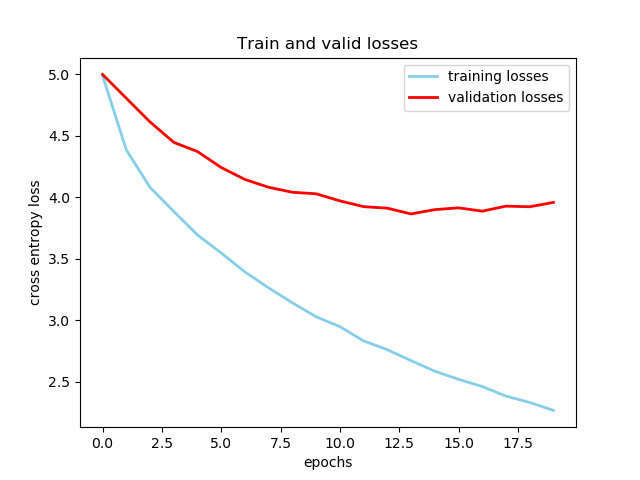 Train and valid losses
training losses
validation losses
5.0
4.5
4.0
3.5
3.0
2.5
cross entropy loss
0.0 2.5 5.0 7.5 10.0 12.5 15.0 17.5
epochs